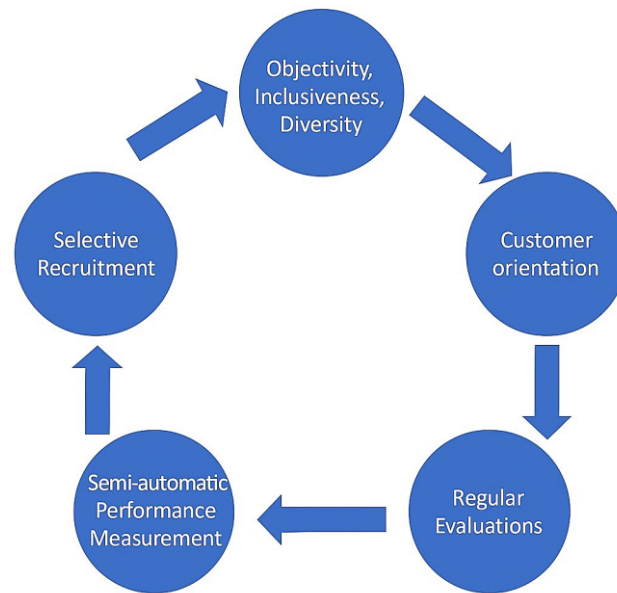 Objectivity,
Inclusiveness,
Diversity
Customer
orientation
Regular
Evaluations
Semi-automatic
Performance
Measurement
Selective
Recruitment